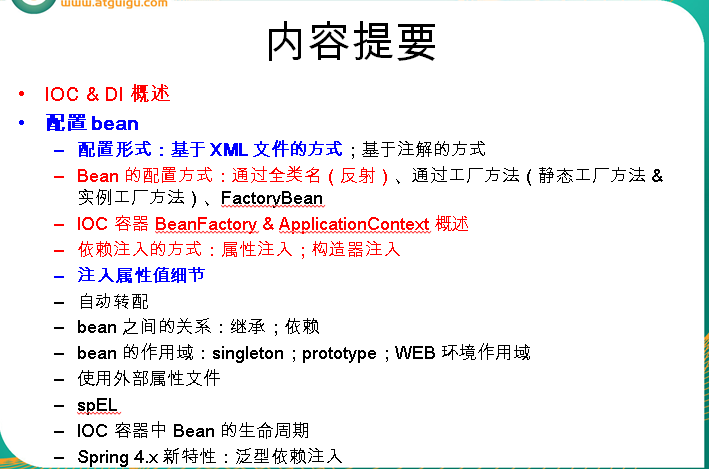 www.atguigu.com
内容提要
• IOC & DI 概述
• 配置 bean
– 配置形式：基于 XML 文件的方式；基于注解的方式
– Bean 的配置方式：通过全类名（反射）、通过工厂方法（静态工厂方法 &
实例工厂方法）、FactoryBean
– IOC 容器 BeanFactory & ApplicationContext 概述
– 依赖注入的方式：属性注入；构造器注入
– 注入属性值细节
– 自动转配
– bean 之间的关系：继承；依赖
– bean 的作用域：singleton；prototype；WEB 环境作用域
– 使用外部属性文件
– spEL
– IOC 容器中 Bean 的生命周期
– Spring 4.x 新特性：泛型依赖注入